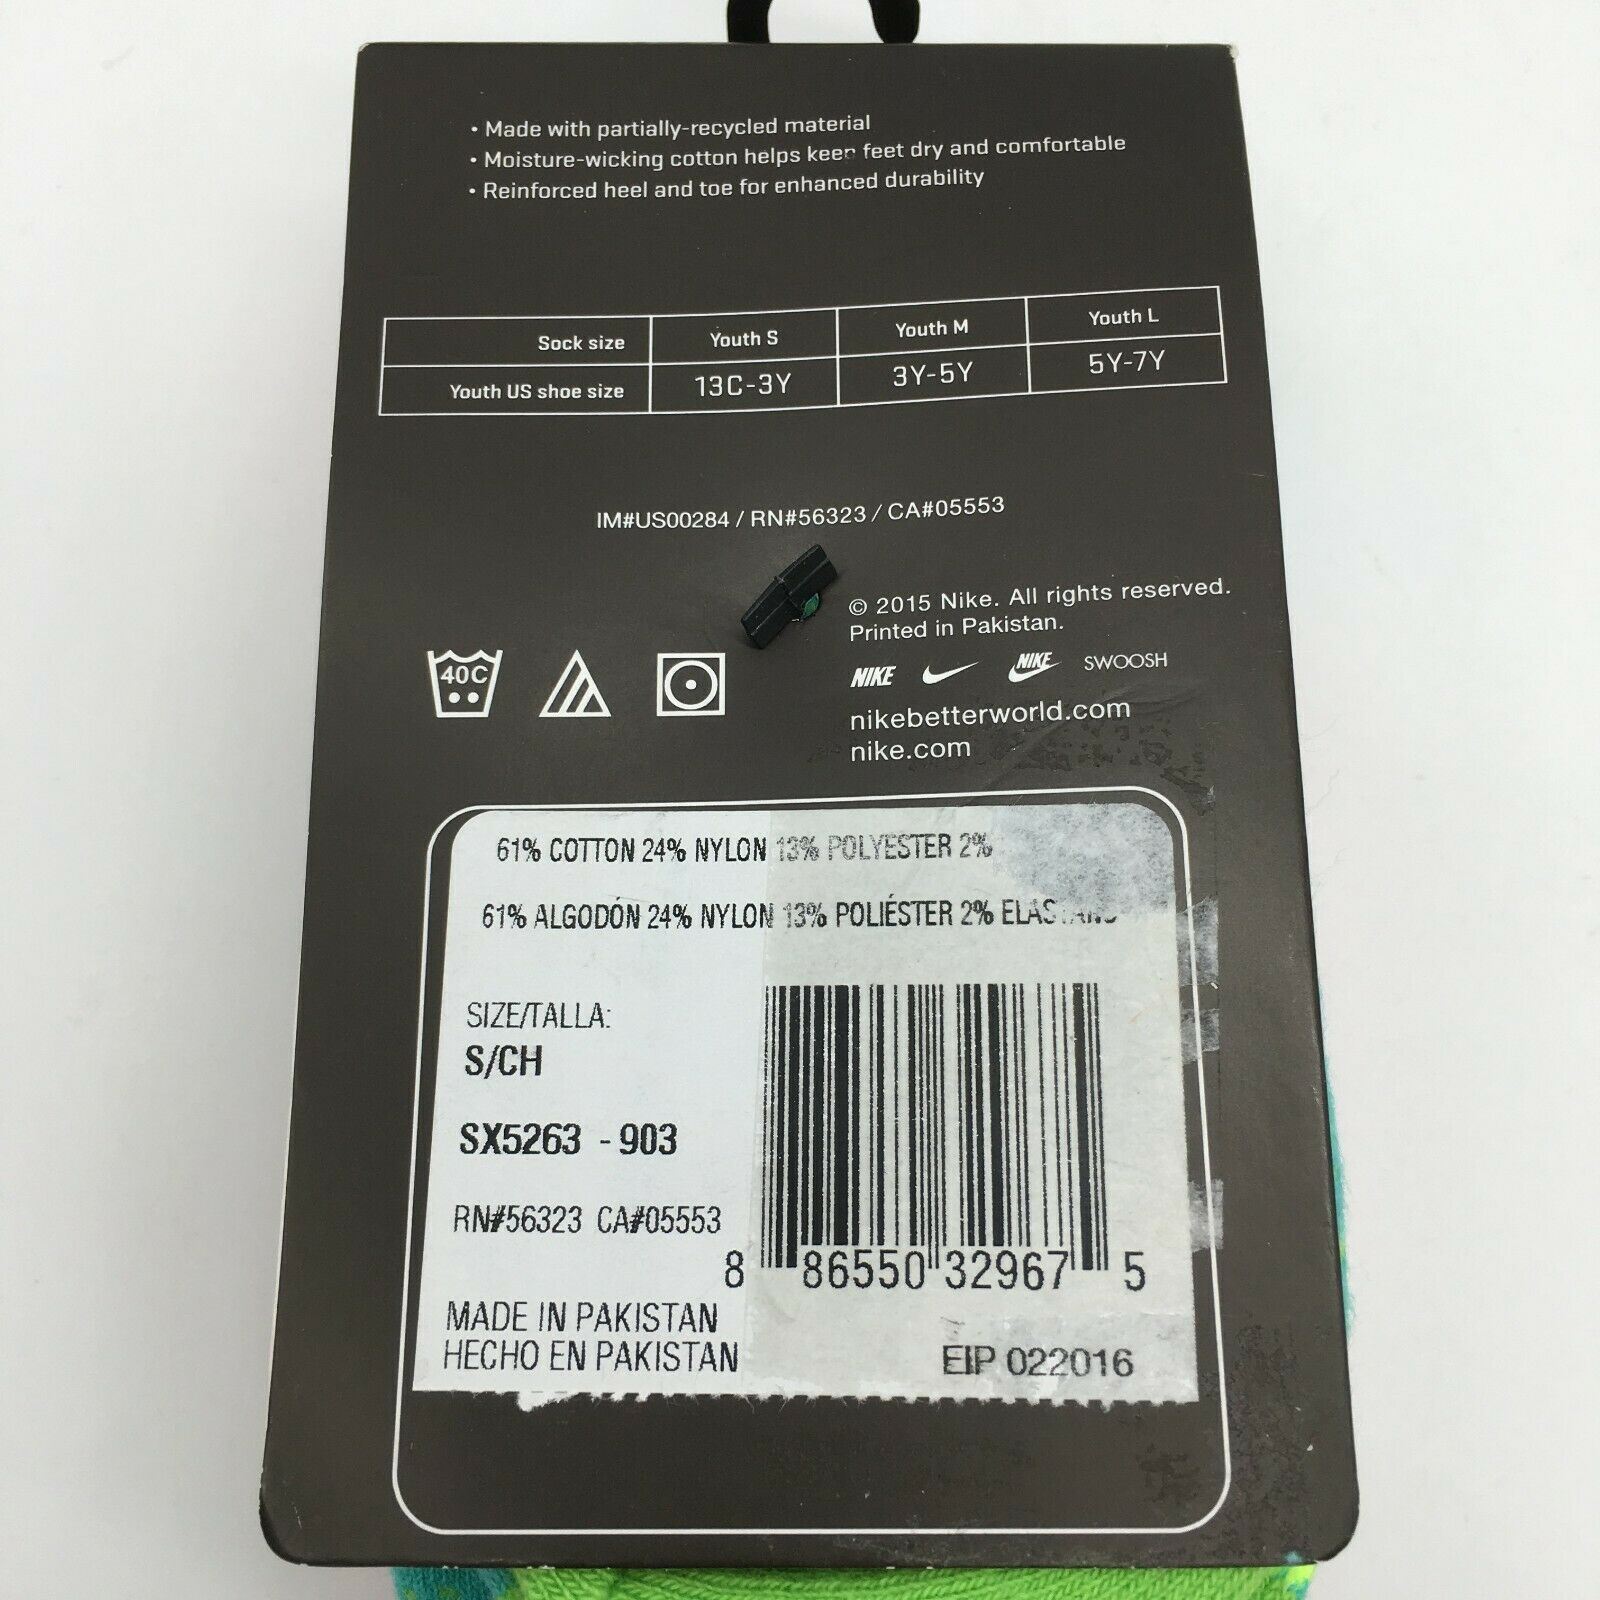 • Made with partially-recycled material
• Moisture-wicking cotton helps keep feet dry and comfortable
• Reinforced heel and toe for enhanced durability
Sock size Youth S Youth M Youth L
Youth US shoe size 13C-3Y 3Y-5Y 5Y-7Y
IM#US00284 / RN#56323 / CA#05553
© 2015 Nike. All rights reserved.
Printed in Pakistan.
40C
NIKE NIKE SWOOSH
nikebetterworld.com
nike.com
61% COTTON 24% NYLON 13% POLYESTER 2%
61% ALGODÓN 24% NYLON 13% POLIÉSTER 2% ELASTANO
SIZE/TALLA:
S/CH
SX5263 - 903
RN#56323 CA#05553
8 86550 32967 5
MADE IN PAKISTAN
HECHO EN PAKISTAN
EIP 022016